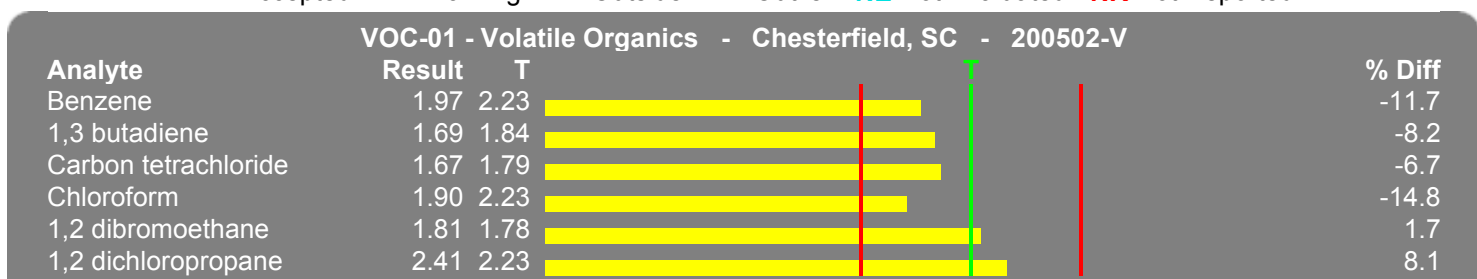 VOC-01 - Volatile Organics - Chesterfield, SC - 200502-V
Analyte Result T T % Diff
Benzene 1.97 2.23 -11.7
1,3 butadiene 1.69 1.84 -8.2
Carbon tetrachloride 1.67 1.79 -6.7
Chloroform 1.90 2.23 -14.8
1,2 dibromoethane 1.81 1.78 1.7
1,2 dichloropropane 2.41 2.23 8.1